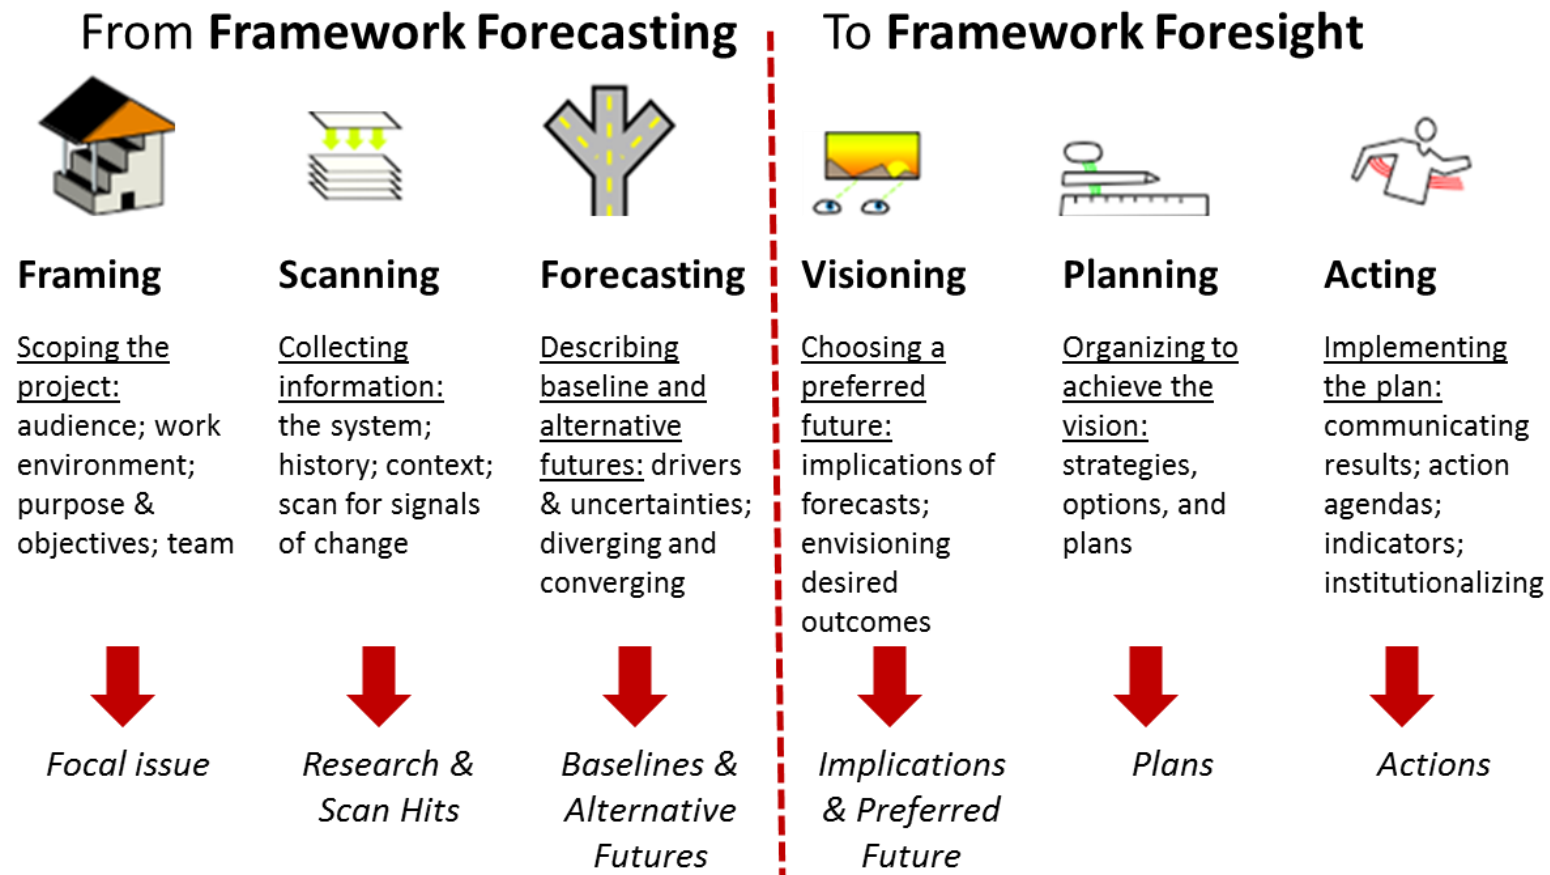 From Framework Forecasting
To Framework Foresight
Framing
Scoping the
project:
audience; work
environment;
purpose &
objectives; team
Focal issue
Scanning
Collecting
information:
the system;
history; context;
scan for signals
of change
Research &
Scan Hits
Forecasting
Describing
baseline and
alternative
futures: drivers
& uncertainties;
diverging and
converging
Baselines &
Alternative
Futures
Visioning
Choosing a
preferred
future:
implications of
forecasts;
envisioning
desired
outcomes
Implications
& Preferred
Future
Planning
Organizing to
achieve the
vision:
strategies,
options, and
plans
Plans
Acting
Implementing
the plan:
communicating
results; action
agendas;
indicators;
institutionalizing
Actions